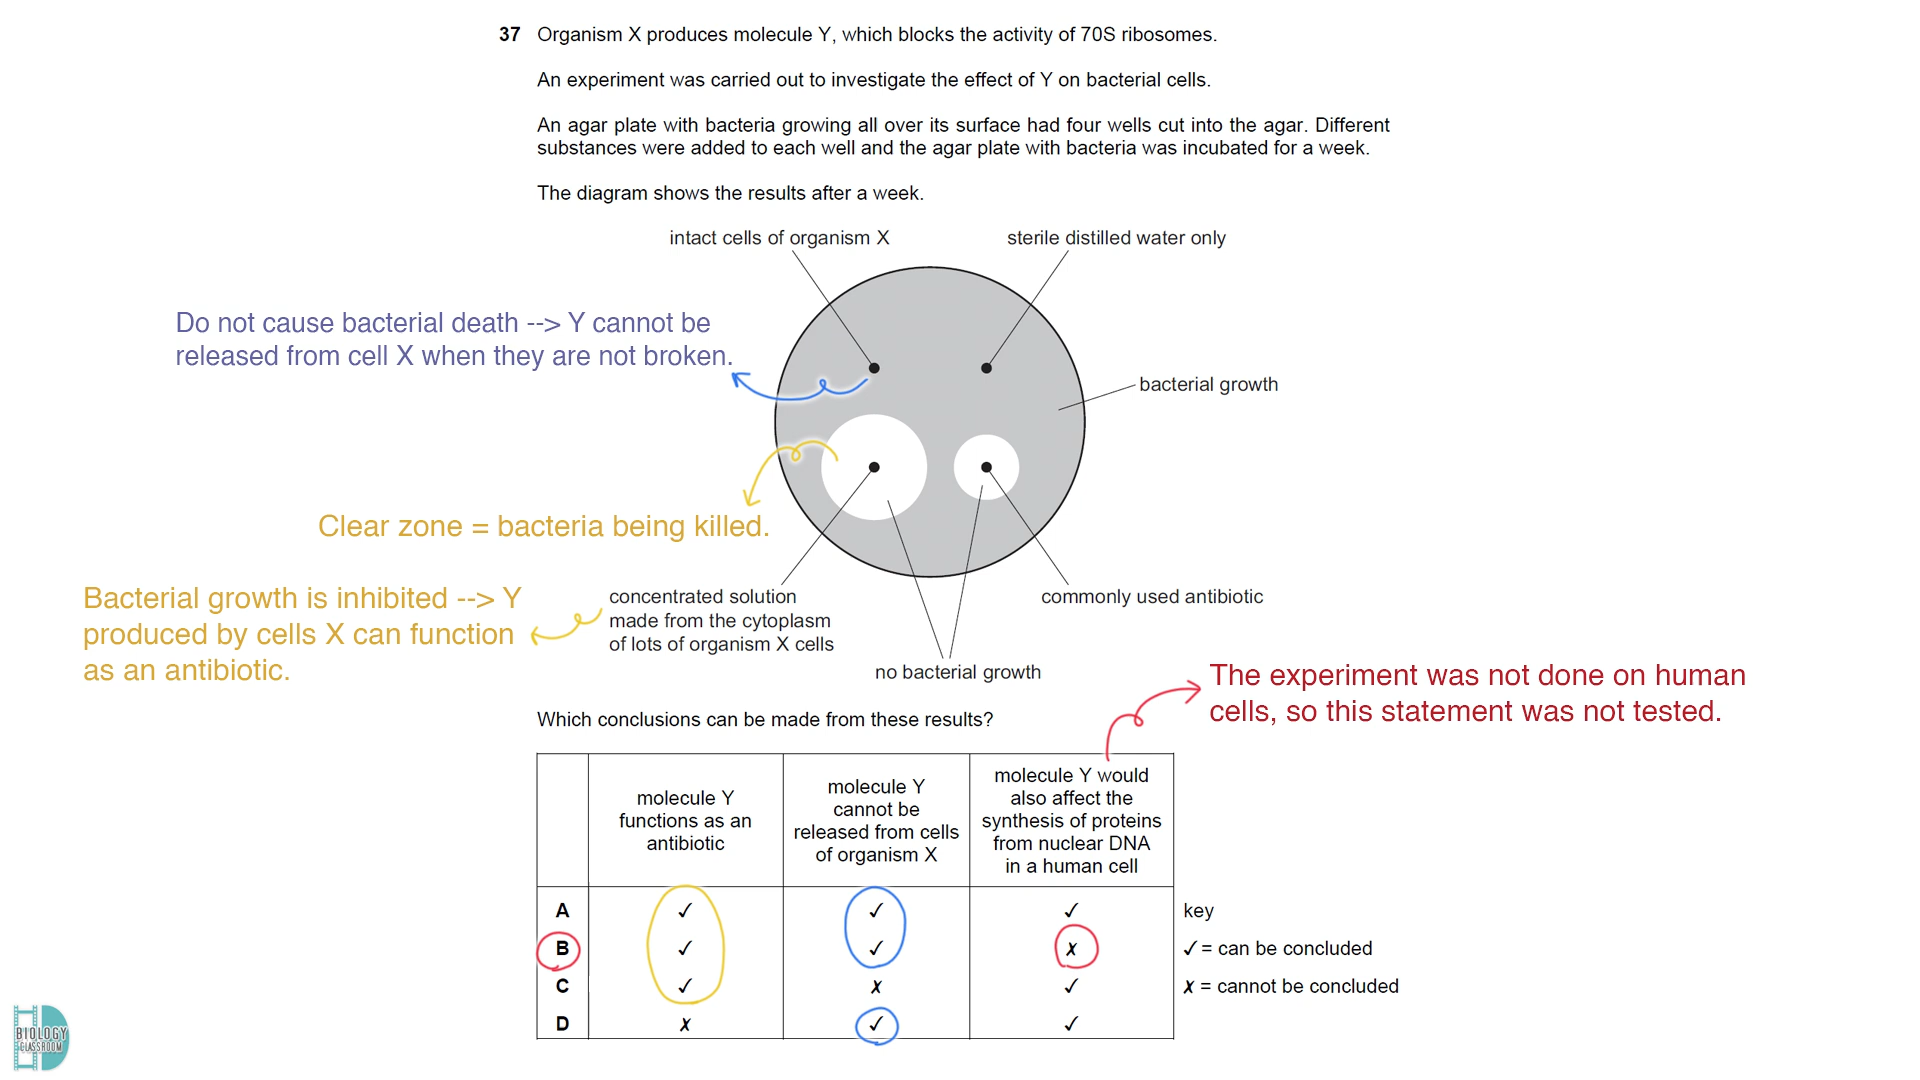 37 Organism X produces molecule Y, which blocks the activity of 70S ribosomes.
An experiment was carried out to investigate the effect of Y on bacterial cells.
An agar plate with bacteria growing all over its surface had four wells cut into the agar. Different
substances were added to each well and the agar plate with bacteria was incubated for a week.
The diagram shows the results after a week.
intact cells of organism X
sterile distilled water only
Do not cause bacterial death --> Y cannot be
released from cell X when they are not broken.
bacterial growth
Clear zone = bacteria being killed.
Bacterial growth is inhibited --> Y
produced by cells X can function
as an antibiotic.
concentrated solution
made from the cytoplasm
of lots of organism X cells
commonly used antibiotic
no bacterial growth
The experiment was not done on human
cells, so this statement was not tested.
Which conclusions can be made from these results?
molecule Y
functions as an
antibiotic
molecule Y
cannot be
released from cells
of organism X
molecule Y would
also affect the
synthesis of proteins
from nuclear DNA
in a human cell
A ✓ ✓ ✓
B ✓ ✓ ✗
C ✓ ✗ ✓
D ✗ ✓ ✓
key
✓ = can be concluded
✗ = cannot be concluded
BIOLOGY
CLASSROOM